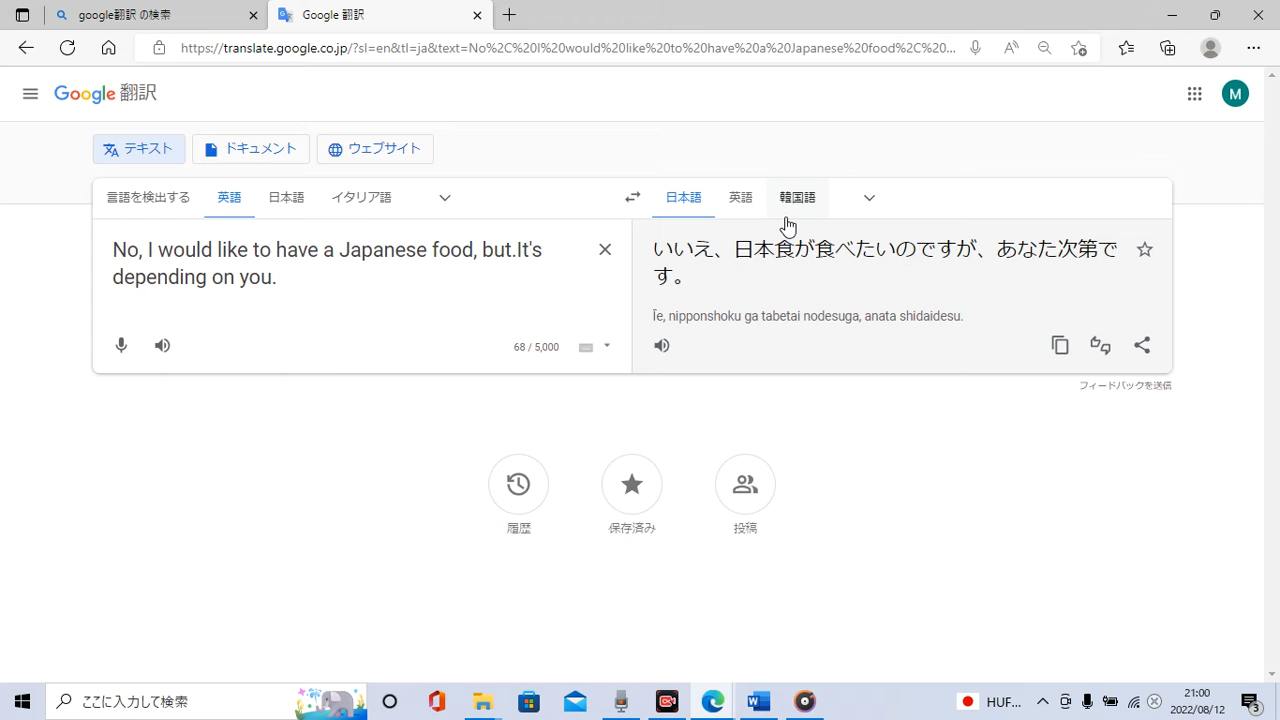 google翻訳 の検索
Google 翻訳
https://translate.google.co.jp/?sl=en&tl=ja&text=No%2C%20I%20would%20like%20to%20have%20a%20Japanese%20food%2C%20...
Google 翻訳
M
テキスト
ドキュメント
ウェブサイト
言語を検出する
英語
日本語
イタリア語
日本語
英語
韓国語
No, I would like to have a Japanese food, but.It's
depending on you.
68 / 5,000
いいえ、日本食が食べたいのですが、あなた次第で
す。
Īe, nipponshoku ga tabetai nodesuga, anata shidaidesu.
フィードバックを送信
履歴
保存済み
投稿
ここに入力して検索
HUF...
21:00
2022/08/12
3